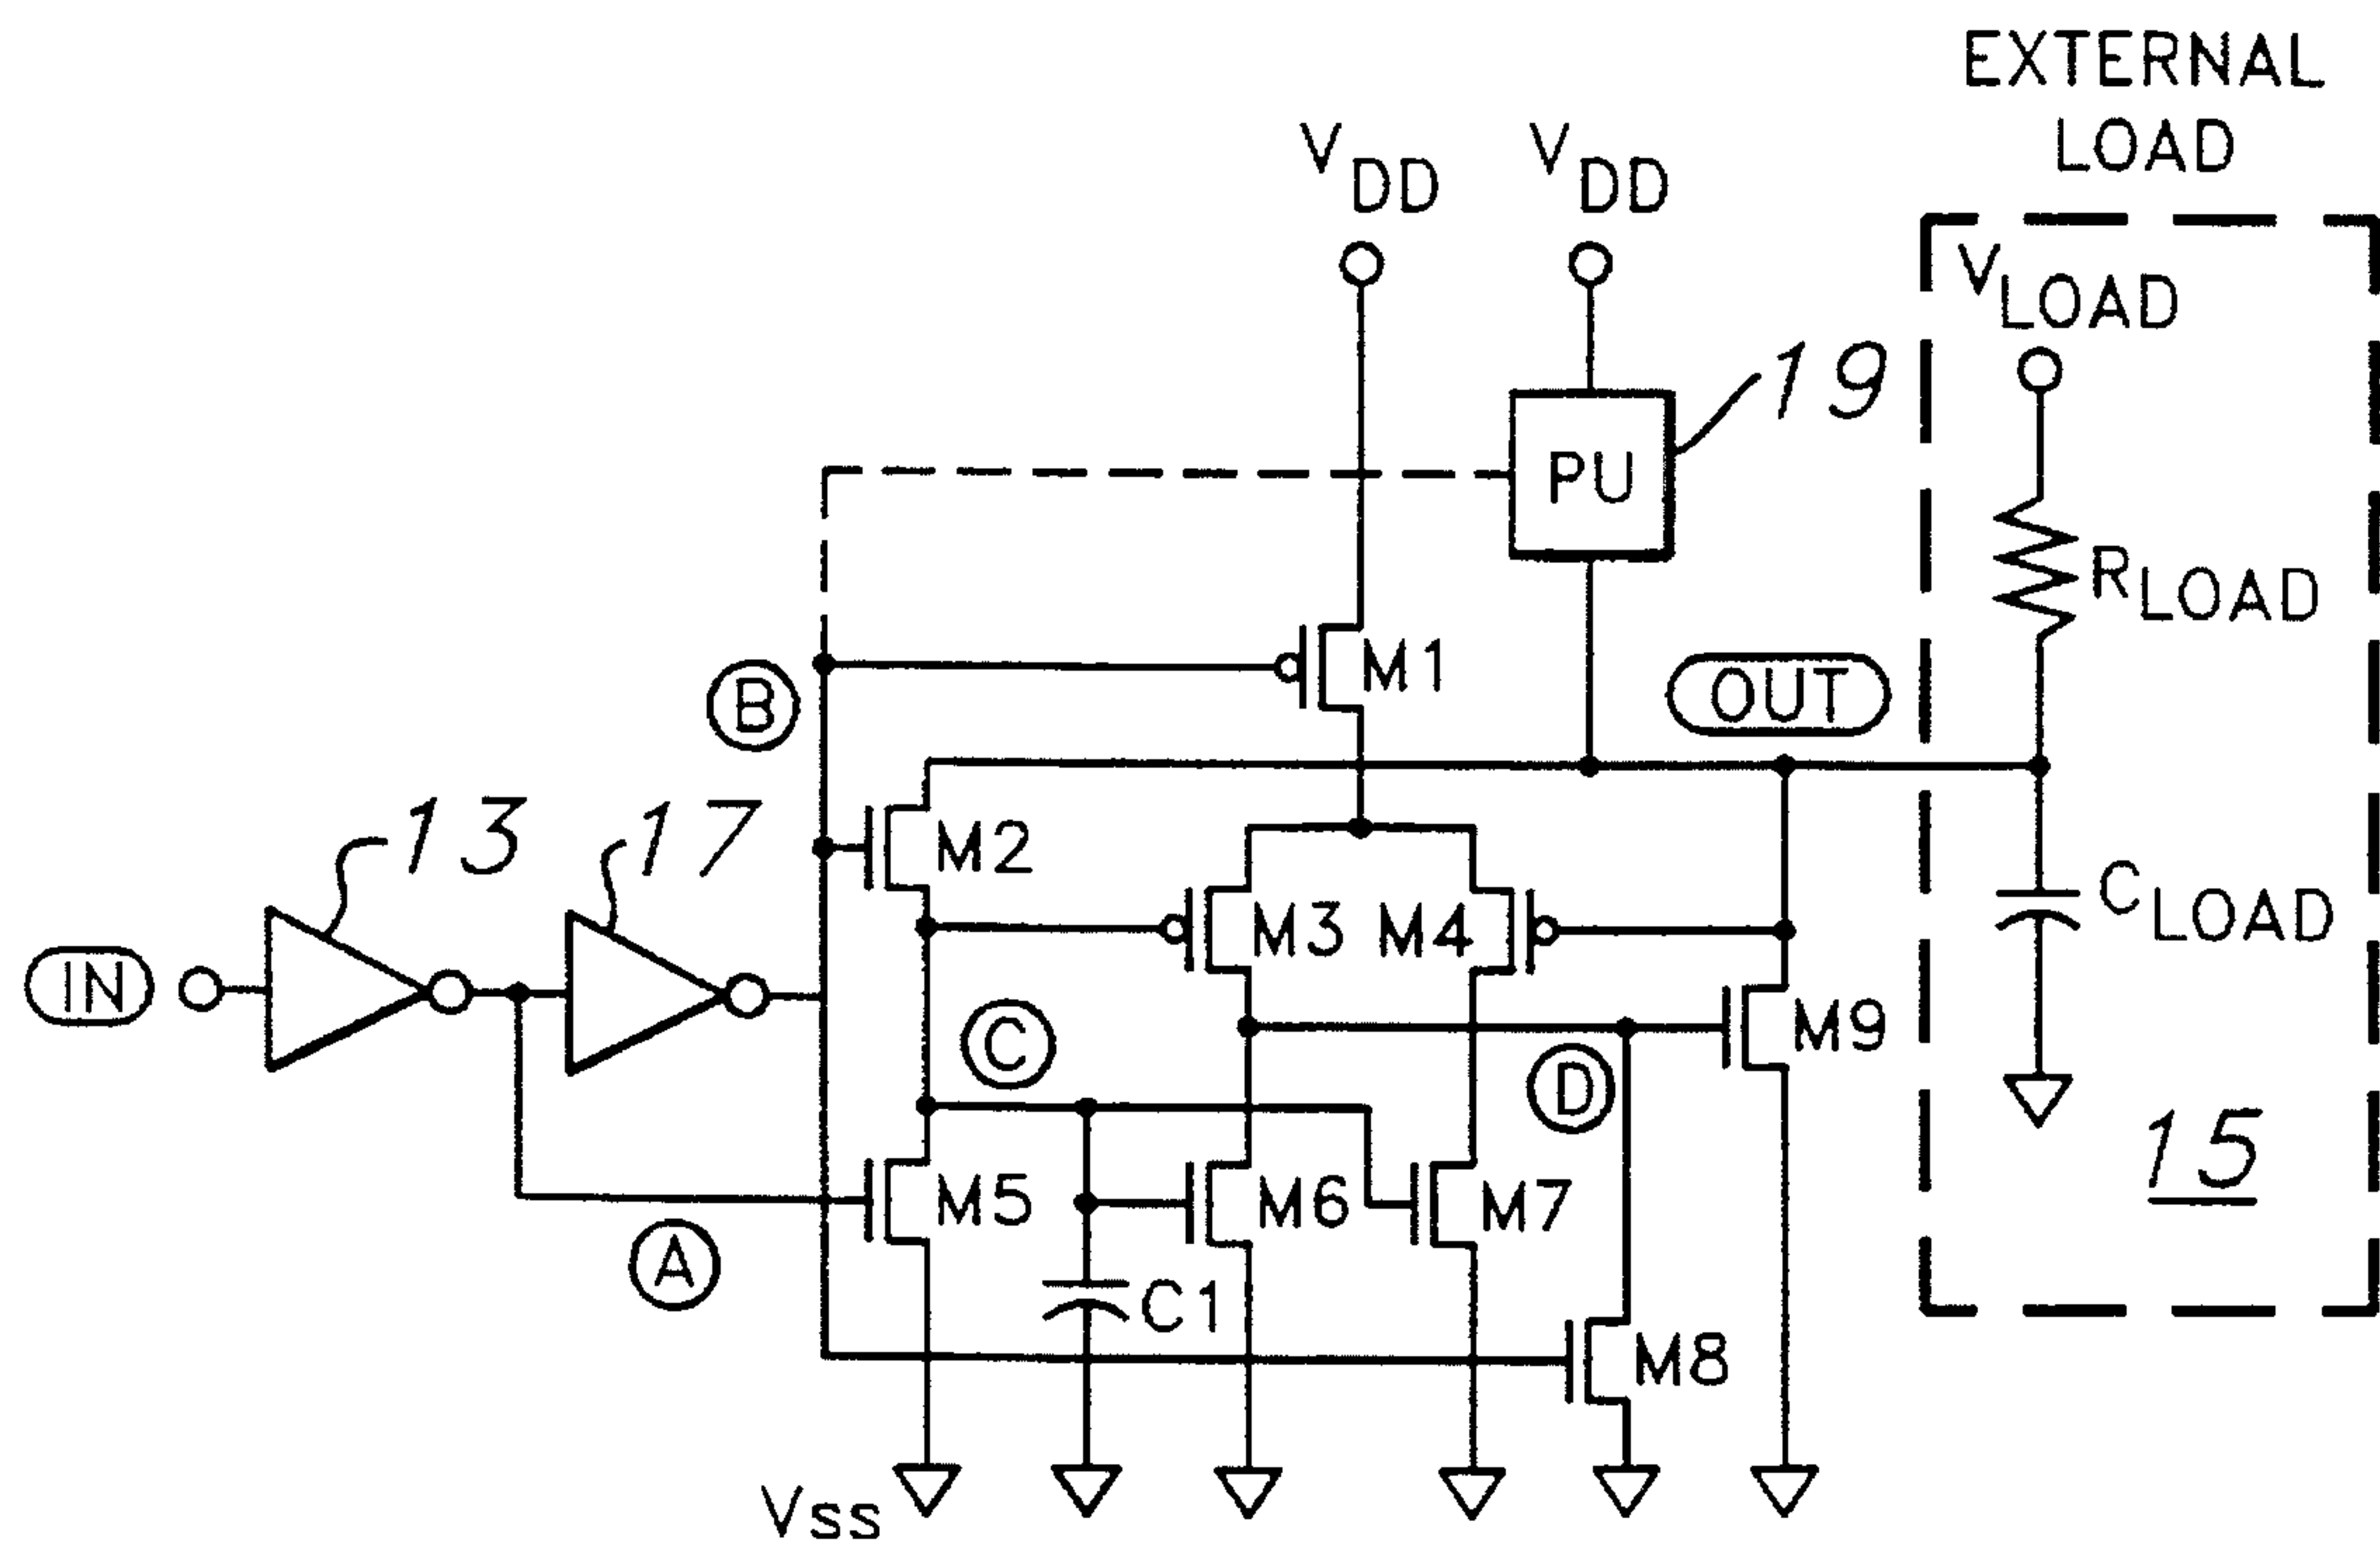 EXTERNAL
LOAD
VDD
VDD
VLOAD
19
PU
RLOAD
B
M1
OUT
13
17
M2
CLOAD
IN
M3
M4
C
M9
D
15
A
M5
M6
M7
C1
M8
Vss